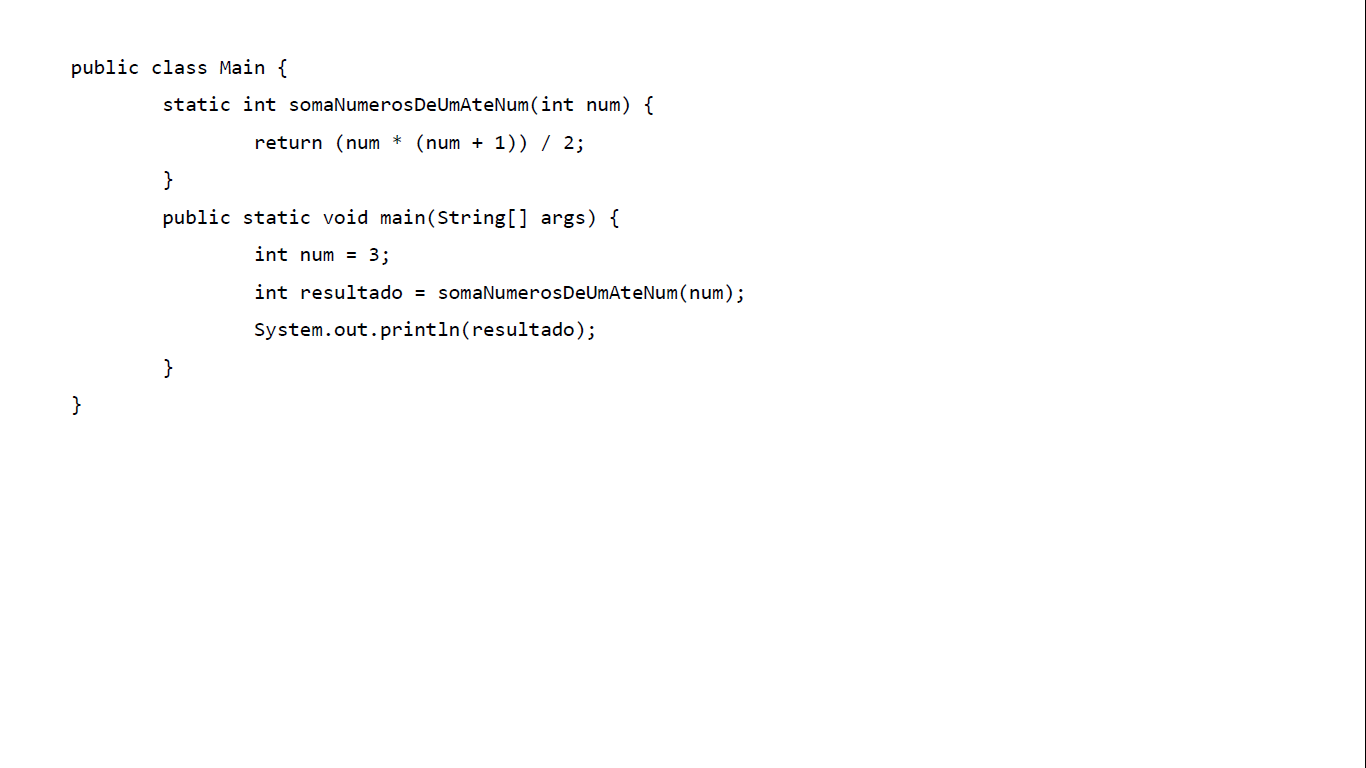 public class Main {
static int somaNumerosDeUmAteNum(int num) {
return (num * (num + 1)) / 2;
}
public static void main(String[] args) {
int num = 3;
int resultado = somaNumerosDeUmAteNum(num);
System.out.println(resultado);
}
}